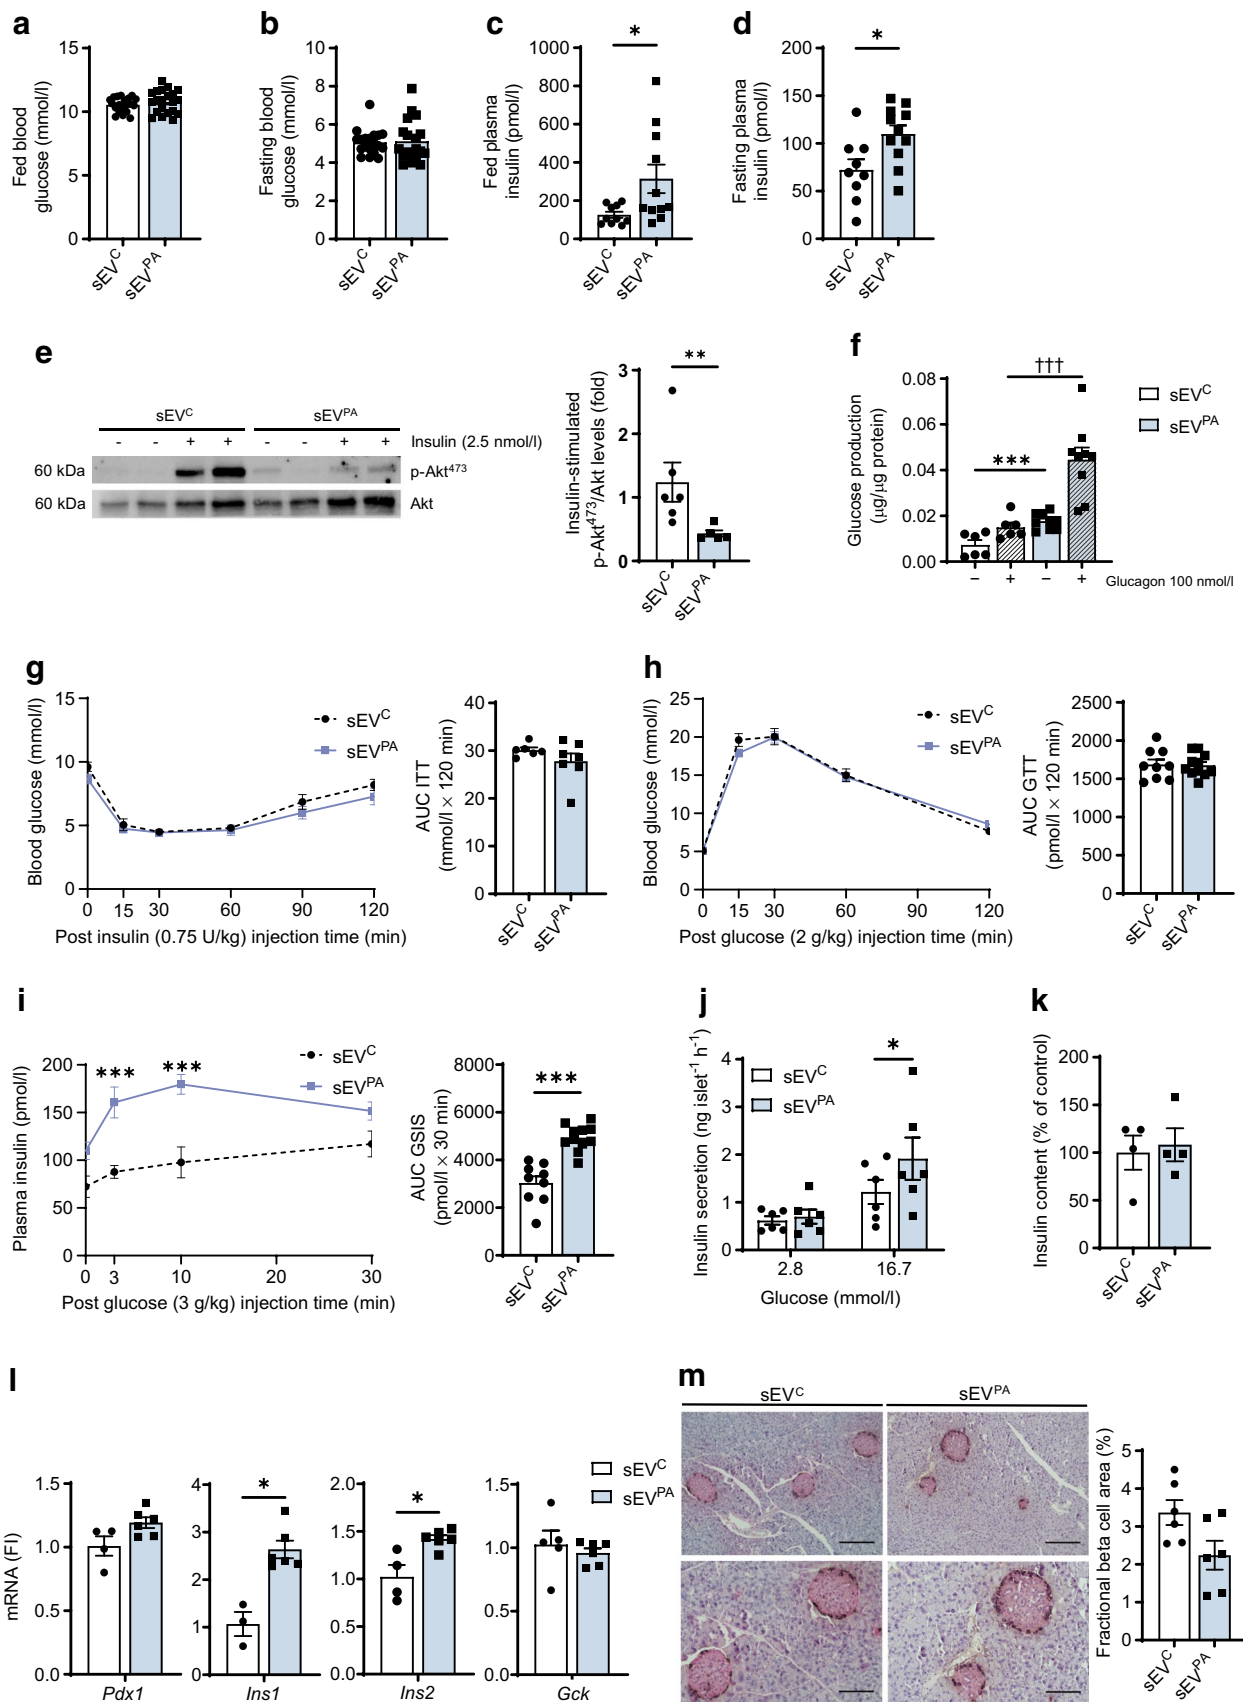 a
Fed blood
glucose (mmol/l)
15
10
5
0
sEV^C
sEV^PA
b
Fasting blood
glucose (mmol/l)
10
8
6
4
2
0
sEV^C
sEV^PA
c
Fed plasma
insulin (pmol/l)
1000
800
600
400
200
0
*
sEV^C
sEV^PA
d
Fasting plasma
insulin (pmol/l)
200
150
100
50
0
*
sEV^C
sEV^PA
e
sEV^C sEV^PA
- - + + - - + + Insulin (2.5 nmol/l)
60 kDa p-Akt^473
60 kDa Akt
Insulin-stimulated
p-Akt^473/Akt levels (fold)
3
2
1
0
**
sEV^C
sEV^PA
f
Glucose production
(µg/µg protein)
0.08
0.04
0.02
0.00
***
†††
sEV^C
sEV^PA
– + – + Glucagon 100 nmol/l
g
Blood glucose (mmol/l)
15
10
5
0
sEV^C
sEV^PA
0 15 30 60 90 120
Post insulin (0.75 U/kg) injection time (min)
AUC ITT
(mmol/l × 120 min)
40
30
20
10
0
sEV^C
sEV^PA
h
Blood glucose (mmol/l)
25
20
15
10
5
0
sEV^C
sEV^PA
0 15 30 60 120
Post glucose (2 g/kg) injection time (min)
AUC GTT
(pmol/l × 120 min)
2500
2000
1500
1000
500
0
sEV^C
sEV^PA
i
Plasma insulin (pmol/l)
200
150
100
50
0
*** ***
sEV^C
sEV^PA
0 3 10 20 30
Post glucose (3 g/kg) injection time (min)
AUC GSIS
(pmol/l × 30 min)
8000
6000
4000
2000
0
***
sEV^C
sEV^PA
j
Insulin secretion (ng islet^-1 h^-1)
4
3
2
1
0
*
sEV^C
sEV^PA
2.8 16.7
Glucose (mmol/l)
k
Insulin content (% of control)
200
150
100
50
0
sEV^C
sEV^PA
l
mRNA (FI)
1.5
1.0
0.5
0.0
Pdx1
4
3
2
1
0
*
Ins1
2.0
1.5
1.0
0.5
0.0
*
Ins2
1.5
1.0
0.5
0.0
Gck
sEV^C
sEV^PA
m
sEV^C sEV^PA
Fractional beta cell area (%)
5
4
3
2
1
0
sEV^C
sEV^PA